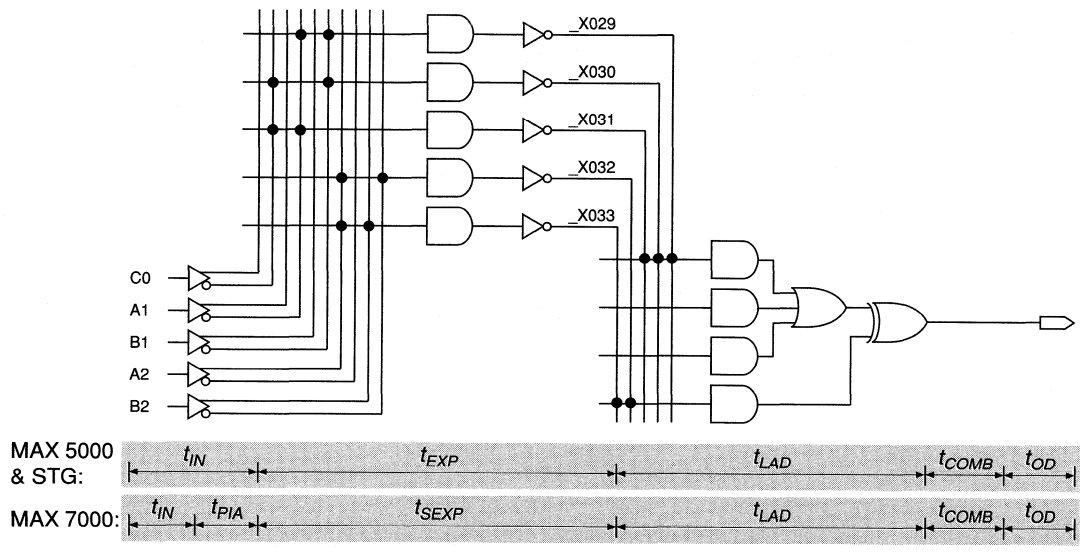 _X029
_X030
_X031
_X032
_X033
C0
A1
B1
A2
B2
MAX 5000 & STG: tIN tEXP tLAD tCOMB tOD
MAX 7000: tIN tPIA tSEXP tLAD tCOMB tOD